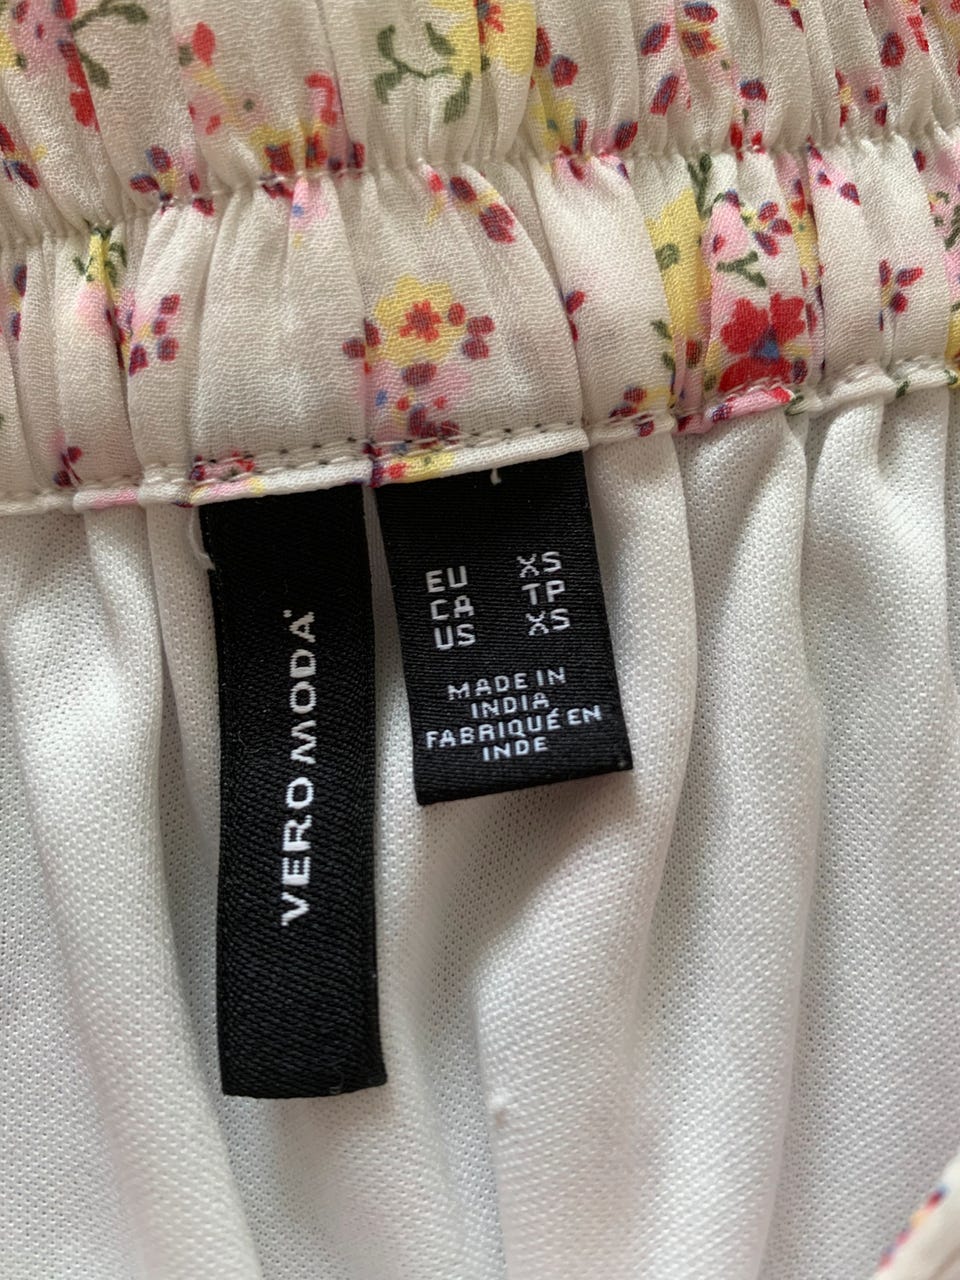 VERO MODA
EU XS
CA TP
US XS
MADE IN
INDIA
FABRIQUÉ EN
INDE